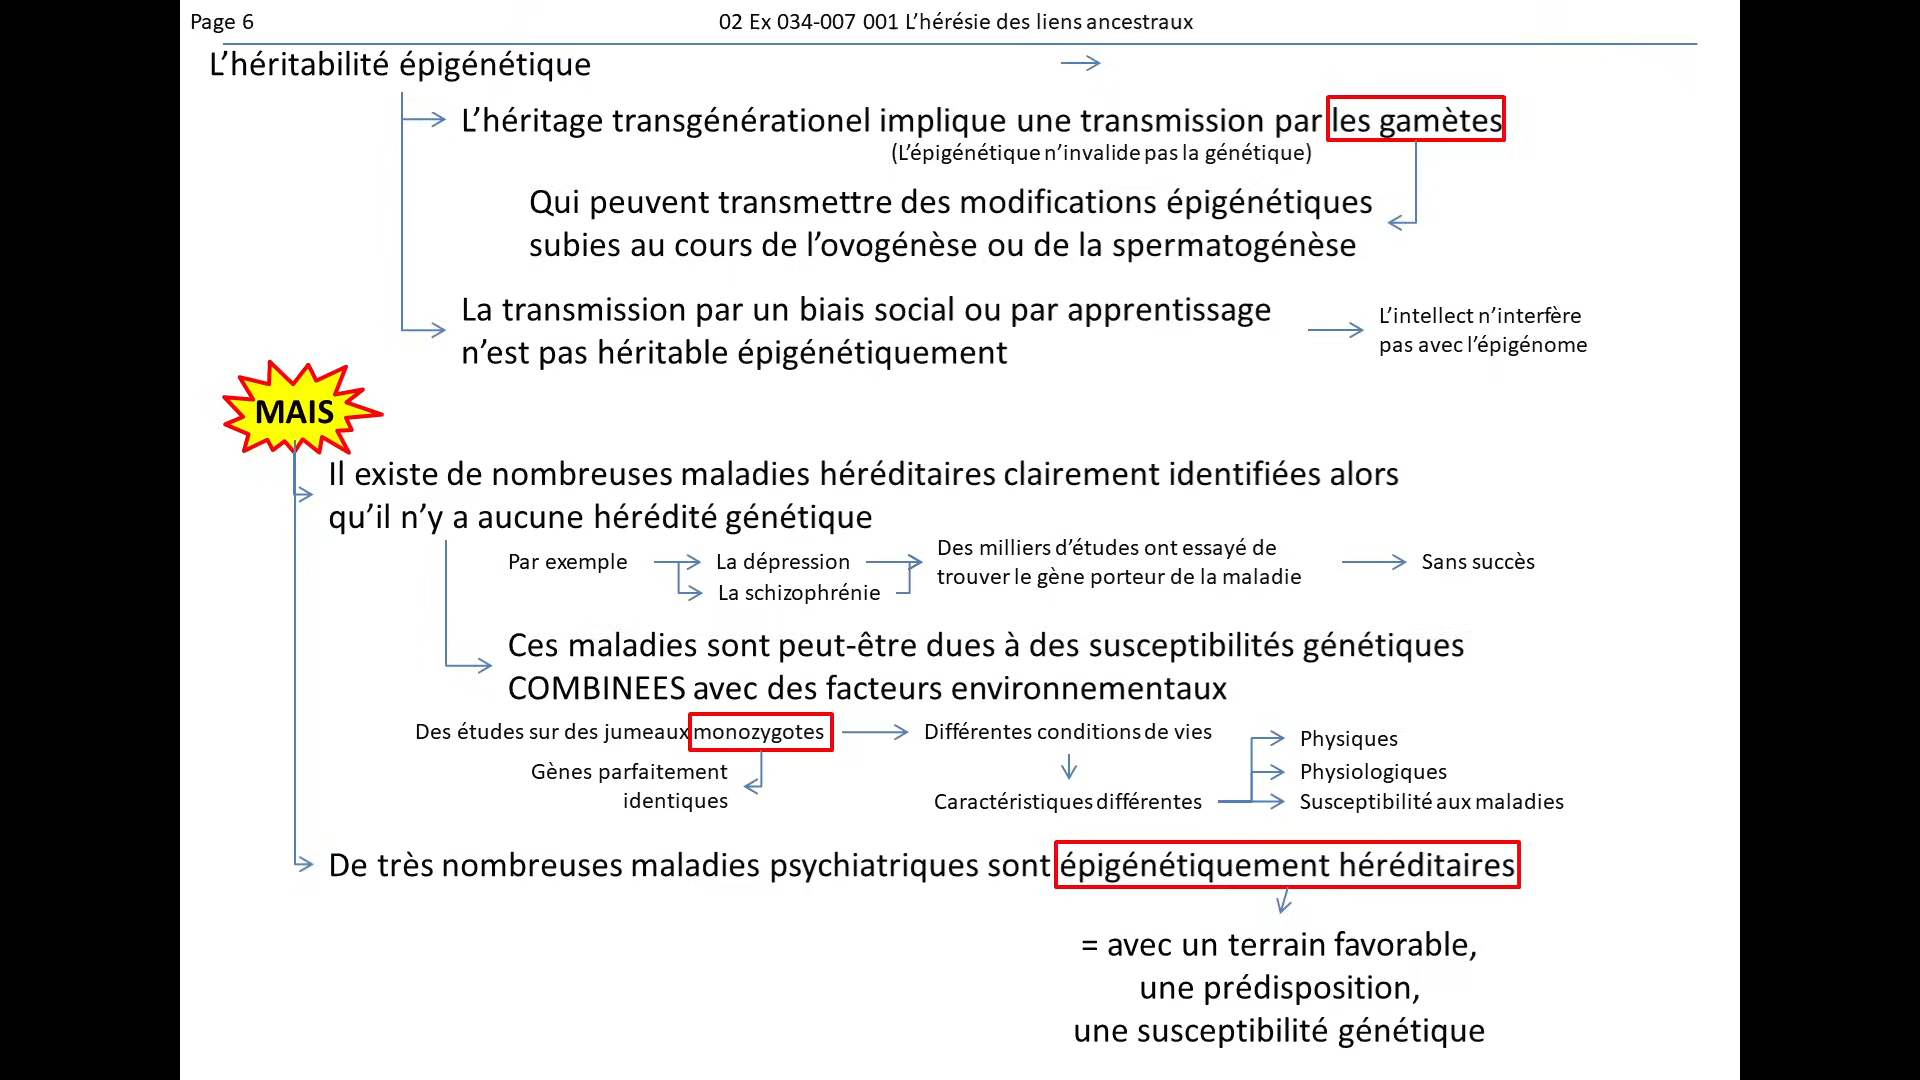 Page 6
02 Ex 034-007 001 L’hérésie des liens ancestraux
L’héritabilité épigénétique
L’héritage transgénérationel implique une transmission par les gamètes
(L’épigénétique n’invalide pas la génétique)
Qui peuvent transmettre des modifications épigénétiques
subies au cours de l’ovogénèse ou de la spermatogénèse
La transmission par un biais social ou par apprentissage
n’est pas héritable épigénétiquement
L’intellect n’interfère
pas avec l’épigénome
MAIS
Il existe de nombreuses maladies héréditaires clairement identifiées alors
qu’il n’y a aucune hérédité génétique
Par exemple
La dépression
La schizophrénie
Des milliers d’études ont essayé de
trouver le gène porteur de la maladie
Sans succès
Ces maladies sont peut-être dues à des susceptibilités génétiques
COMBINEES avec des facteurs environnementaux
Des études sur des jumeaux monozygotes
Gènes parfaitement
identiques
Différentes conditions de vies
Caractéristiques différentes
Physiques
Physiologiques
Susceptibilité aux maladies
De très nombreuses maladies psychiatriques sont épigénétiquement héréditaires
= avec un terrain favorable,
une prédisposition,
une susceptibilité génétique